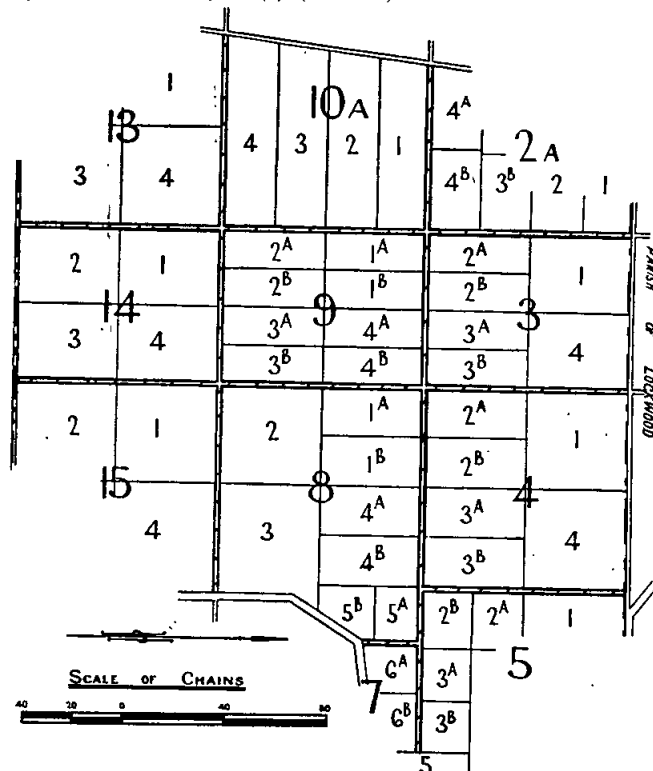 1
10A
4A
13
4 3 2 1
2A
3 4
4B 3B 2 1
2A 1A 2A
2 1 2B 1B 2B 1
14 9 3
3 4 3A 4A 3A 4
3B 4B 3B
PARISH OF LOCKWOOD
2 1 2 1A 2A 1
1B 2B
15 8 4
4 3 4A 3A 4
4B 3B
5B 5A 2B 2A 1
6A 3A 5
7
6B 3B
5
SCALE OF CHAINS
40 20 0 40 80